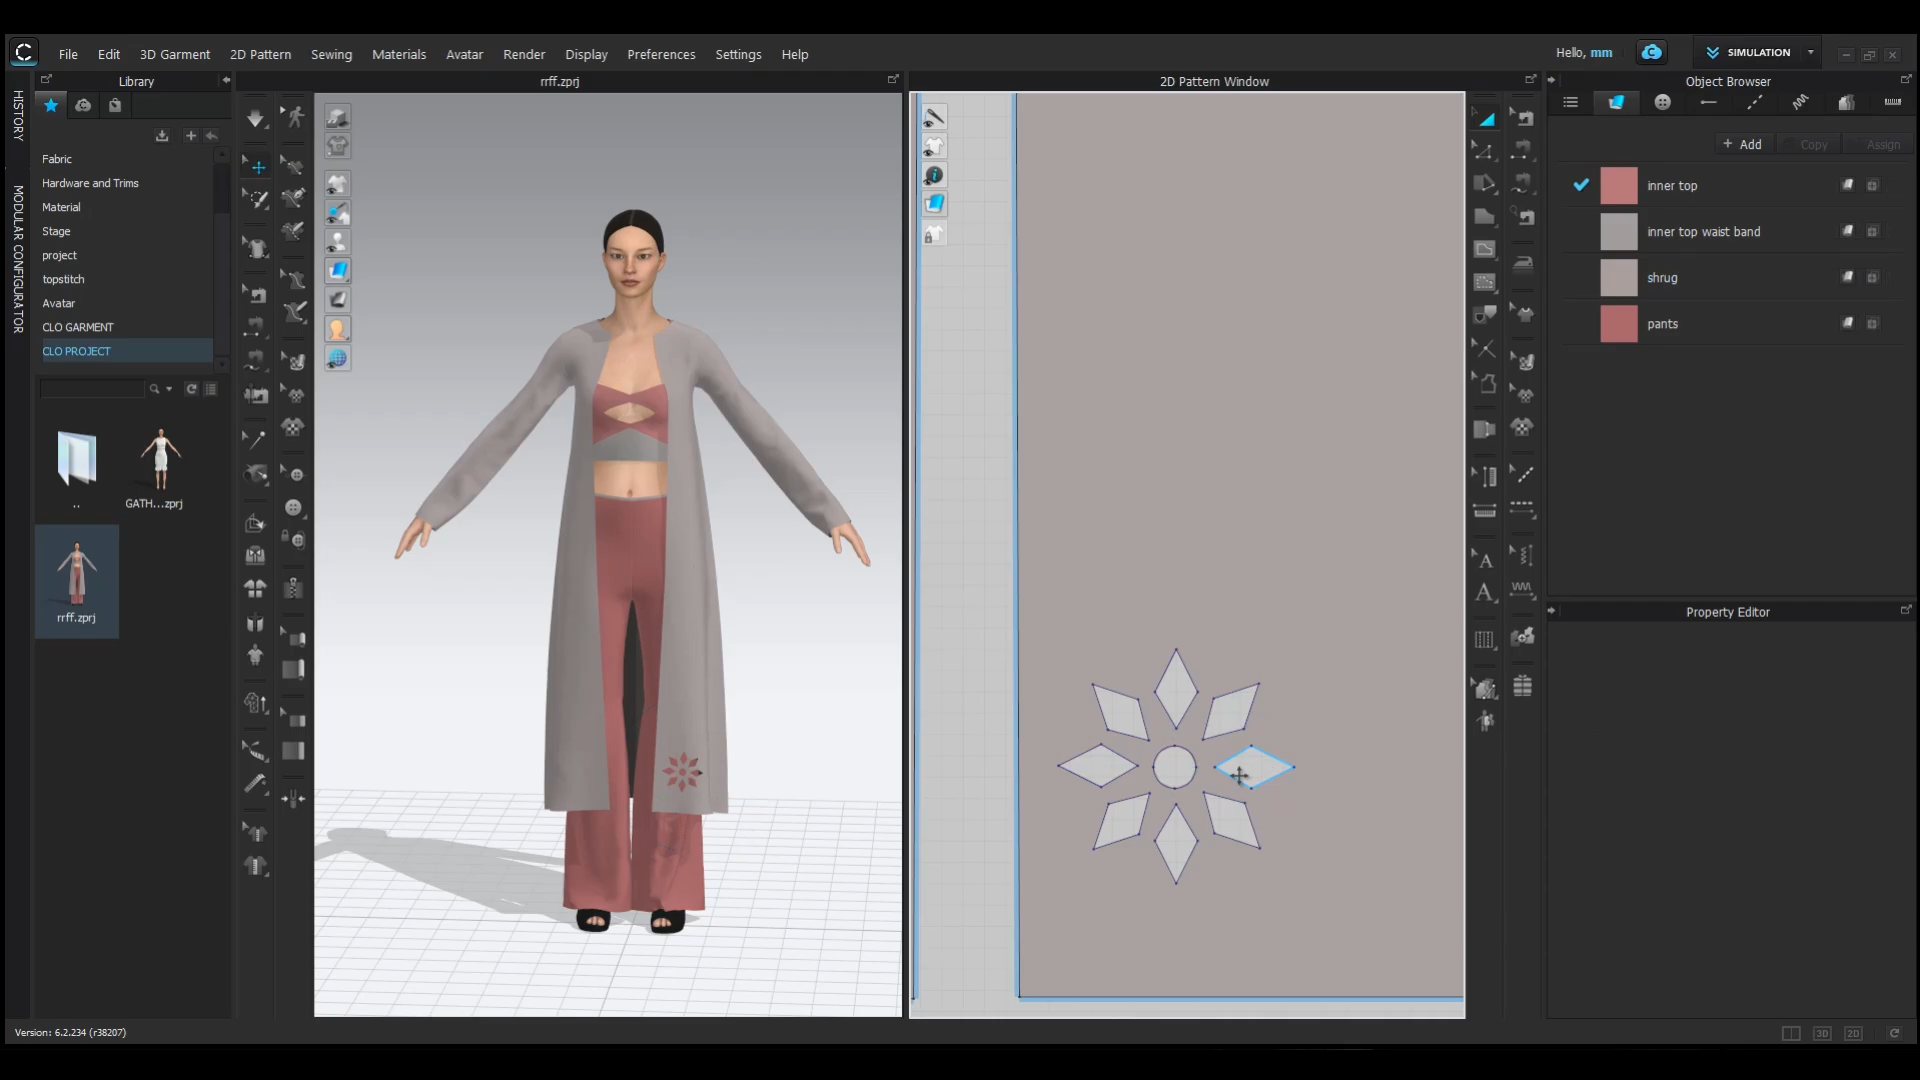 File Edit 3D Garment 2D Pattern Sewing Materials Avatar Render Display Preferences Settings Help
Hello, mm
SIMULATION
Library
rrff.zprj
2D Pattern Window
Object Browser
HISTORY
MODULAR CONFIGURATOR
Fabric
Hardware and Trims
Material
Stage
project
topstitch
Avatar
CLO GARMENT
CLO PROJECT
..
GATH...zprj
rrff.zprj
+ Add
Copy
Assign
inner top
inner top waist band
shrug
pants
Property Editor
A
A
Version: 6.2.234 (r38207)
3D
2D